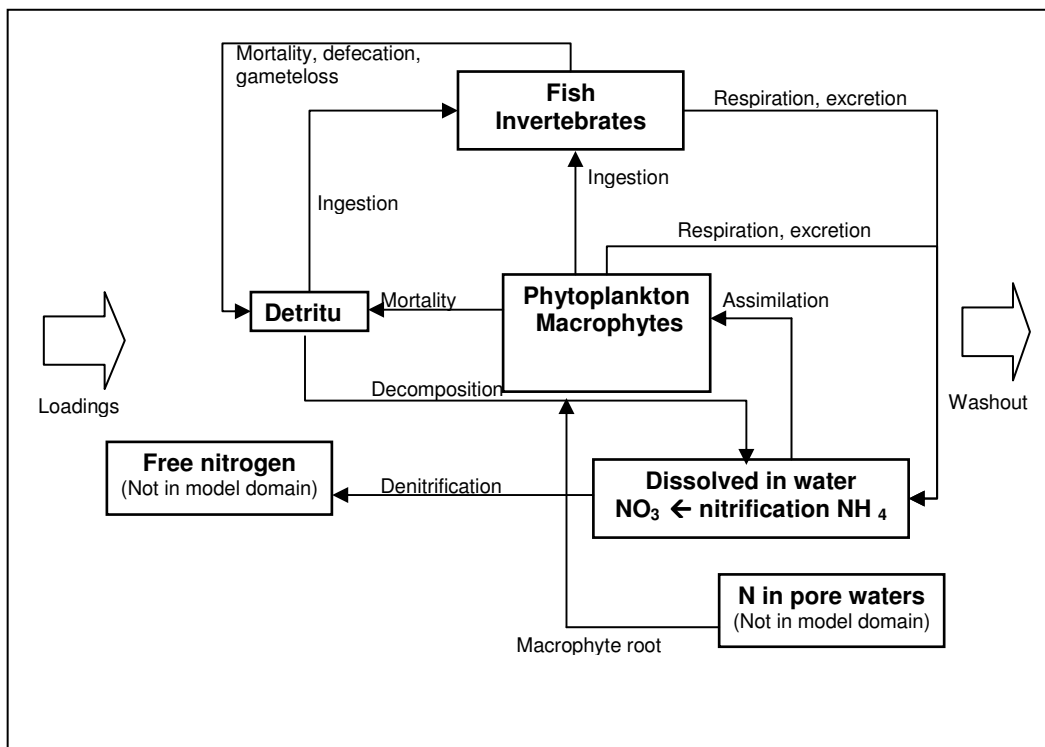 Mortality, defecation,
gameteloss
Fish
Invertebrates
Respiration, excretion
Ingestion
Ingestion
Respiration, excretion
Detritu
Mortality
Phytoplankton
Macrophytes
Assimilation
Loadings
Decomposition
Washout
Free nitrogen
(Not in model domain)
Denitrification
Dissolved in water
NO3 ← nitrification NH 4
N in pore waters
(Not in model domain)
Macrophyte root